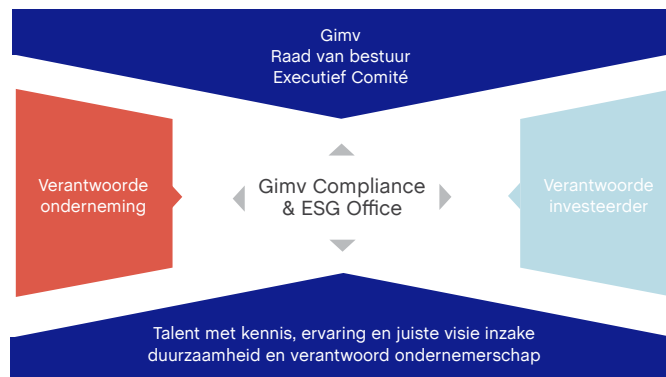 Gimv
Raad van bestuur
Executief Comité
Verantwoorde
onderneming
Gimv Compliance
& ESG Office
Verantwoorde
investeerder
Talent met kennis, ervaring en juiste visie inzake
duurzaamheid en verantwoord ondernemerschap